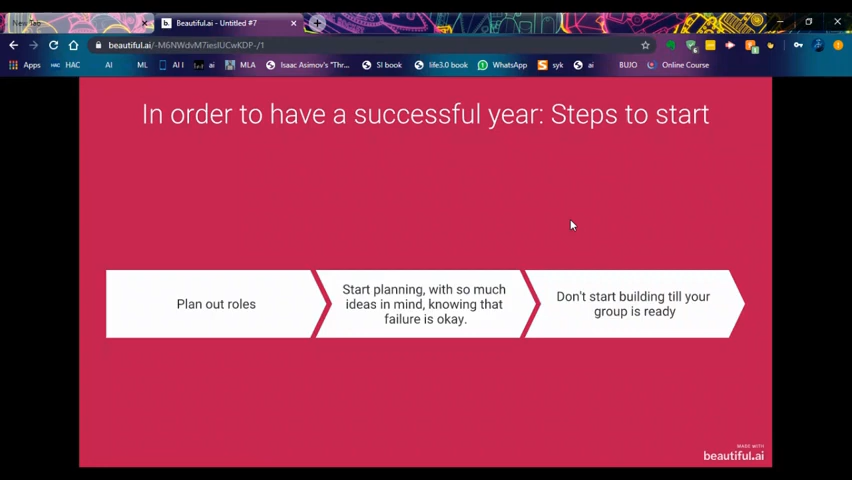 New Tab
b. Beautiful.ai - Untitled #7
beautiful.ai/-M6NWdvM7iesIUCwKDP-/1
Apps HAC HAC AI ML AI I ai MLA Isaac Asimov's "Thr... SI book life3.0 book WhatsApp S syk ai BUJO Online Course
In order to have a successful year: Steps to start
Plan out roles
Start planning, with so much
ideas in mind, knowing that
failure is okay.
Don't start building till your
group is ready
MADE WITH
beautiful.ai